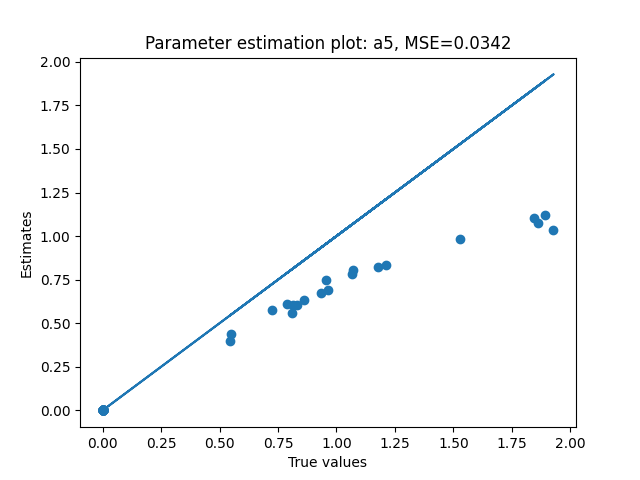 Parameter estimation plot: a5, MSE=0.0342
2.00
1.75
1.50
1.25
1.00
0.75
0.50
0.25
0.00
Estimates
0.00 0.25 0.50 0.75 1.00 1.25 1.50 1.75 2.00
True values